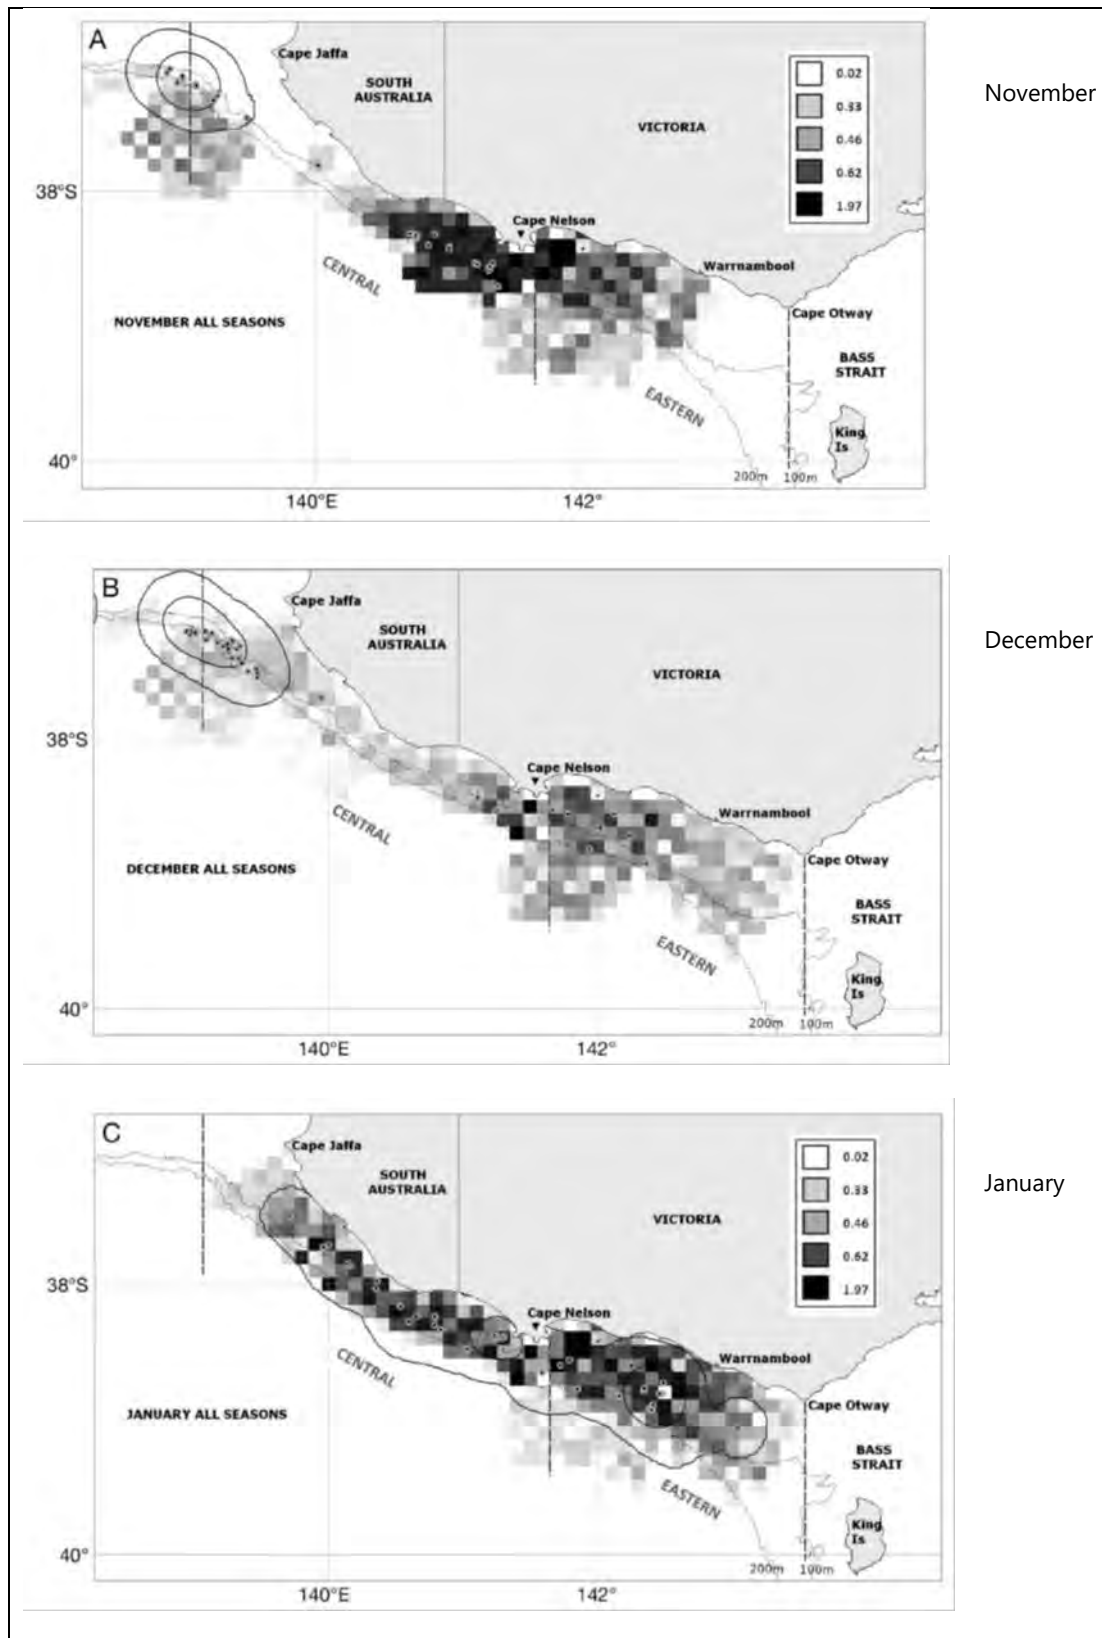 A
Cape Jaffa
SOUTH
AUSTRALIA
VICTORIA
0.02
0.33
0.46
0.62
1.97
November
38°S
Cape Nelson
Warrnambool
CENTRAL
NOVEMBER ALL SEASONS
Cape Otway
BASS
STRAIT
EASTERN
King
Is
40°
200m 100m
140°E
142°
B
Cape Jaffa
SOUTH
AUSTRALIA
VICTORIA
December
38°S
Cape Nelson
Warrnambool
CENTRAL
DECEMBER ALL SEASONS
Cape Otway
BASS
STRAIT
EASTERN
King
Is
40°
200m 100m
140°E
142°
C
Cape Jaffa
SOUTH
AUSTRALIA
VICTORIA
0.02
0.33
0.46
0.62
1.97
January
38°S
Cape Nelson
Warrnambool
CENTRAL
JANUARY ALL SEASONS
Cape Otway
BASS
STRAIT
EASTERN
King
Is
40°
200m 100m
140°E
142°